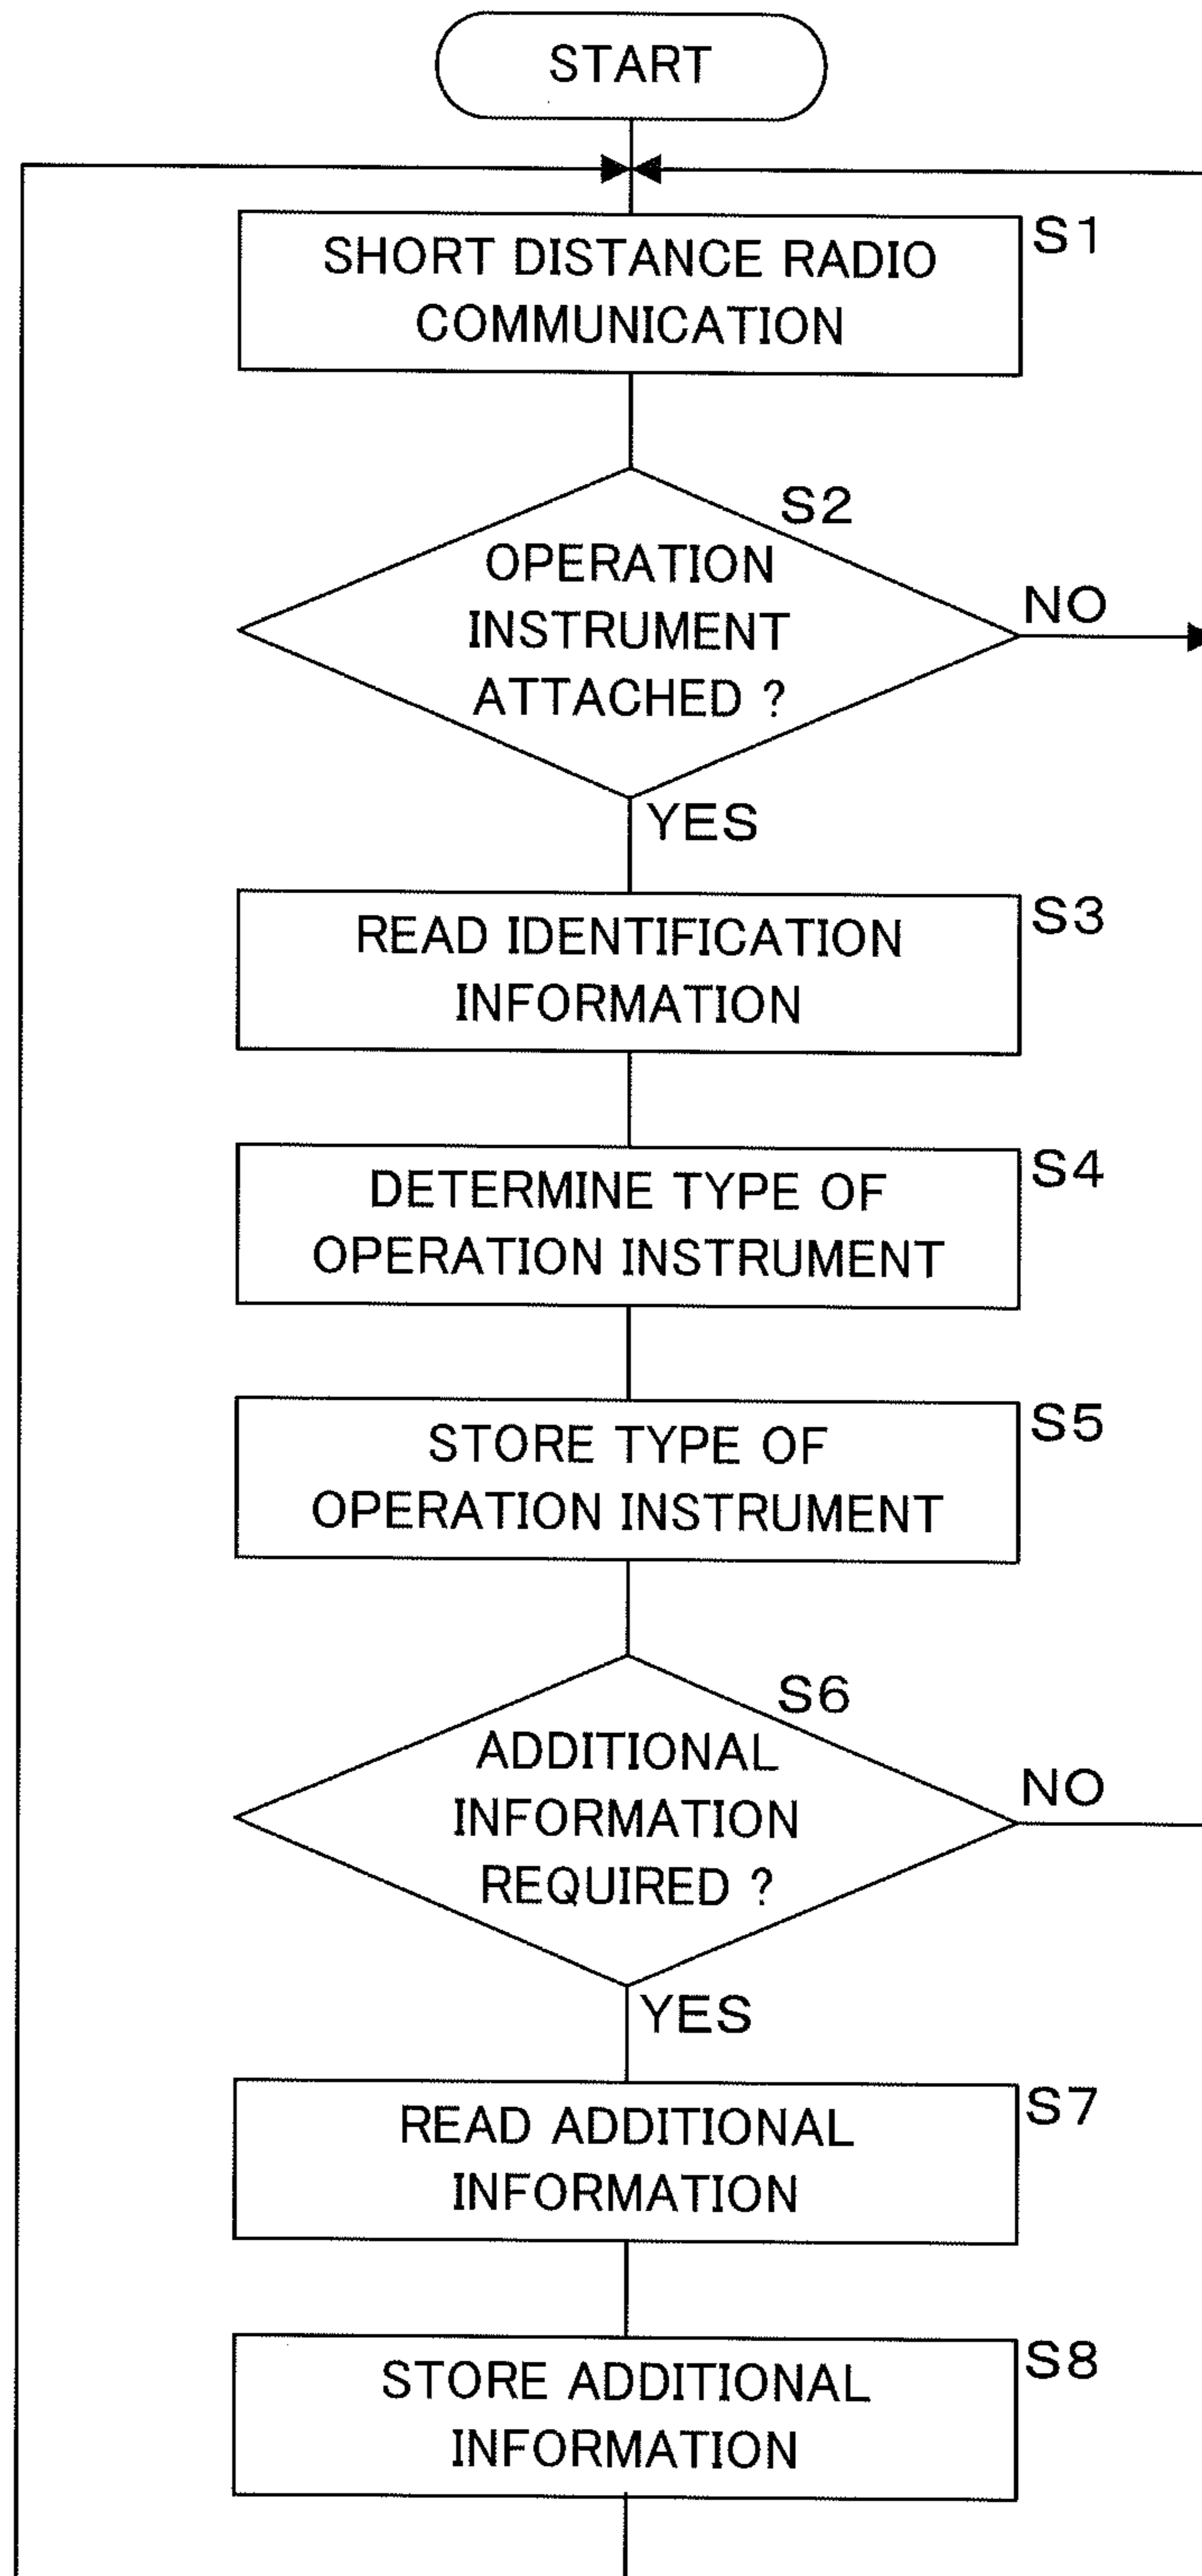 START
S1
SHORT DISTANCE RADIO
COMMUNICATION
S2
OPERATION
INSTRUMENT
ATTACHED ?
NO
YES
S3
READ IDENTIFICATION
INFORMATION
S4
DETERMINE TYPE OF
OPERATION INSTRUMENT
S5
STORE TYPE OF
OPERATION INSTRUMENT
S6
ADDITIONAL
INFORMATION
REQUIRED ?
NO
YES
S7
READ ADDITIONAL
INFORMATION
S8
STORE ADDITIONAL
INFORMATION